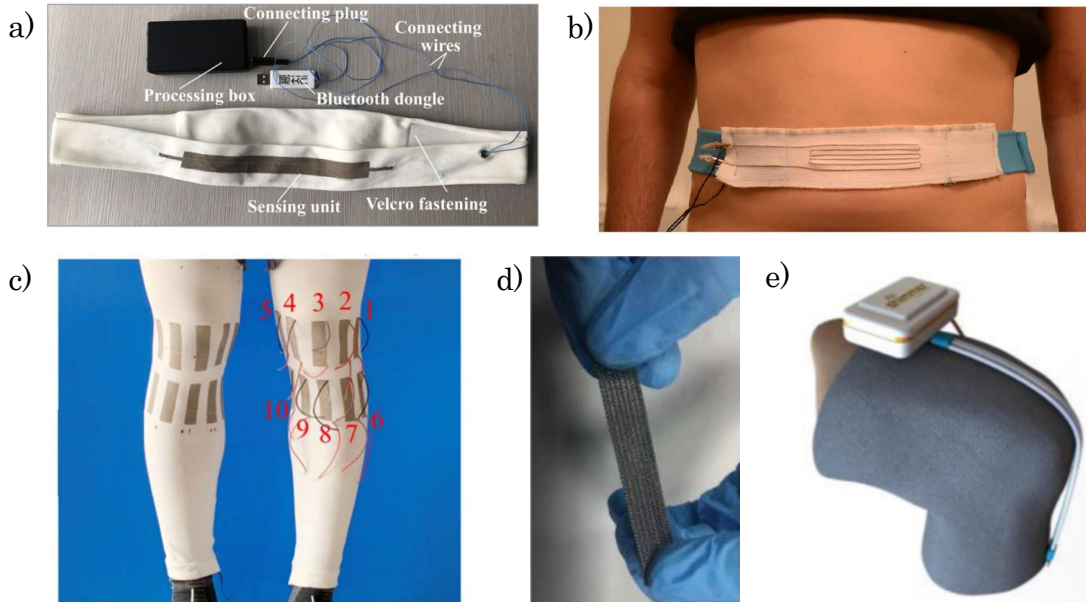 a)
Connecting plug
Connecting
wires
Processing box
Bluetooth dongle
Sensing unit
Velcro fastening
b)
c)
5 4 3 2 1
10 9 8 7 6
d)
e)
shimmer